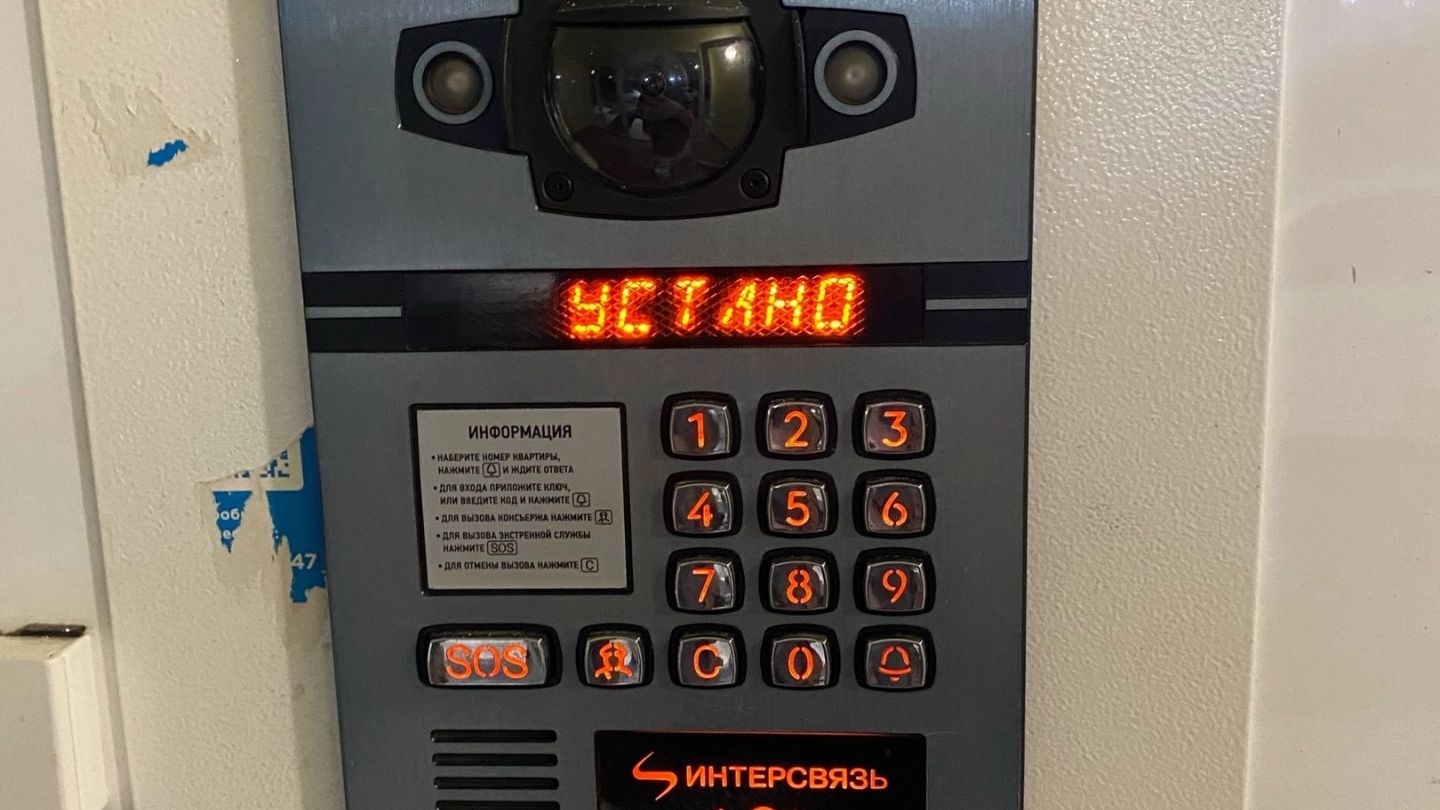 УСТАНО
ИНФОРМАЦИЯ
• НАБЕРИТЕ НОМЕР КВАРТИРЫ,
НАЖМИТЕ И ЖДИТЕ ОТВЕТА
• ДЛЯ ВХОДА ПРИЛОЖИТЕ КЛЮЧ,
ИЛИ ВВЕДИТЕ КОД И НАЖМИТЕ
• ДЛЯ ВЫЗОВА КОНСЬЕРЖА НАЖМИТЕ
• ДЛЯ ВЫЗОВА ЭКСТРЕННОЙ СЛУЖБЫ
НАЖМИТЕ SOS
• ДЛЯ ОТМЕНЫ ВЫЗОВА НАЖМИТЕ C
1 2 3
4 5 6
7 8 9
SOS C 0
47
ИНТЕРСВЯЗЬ